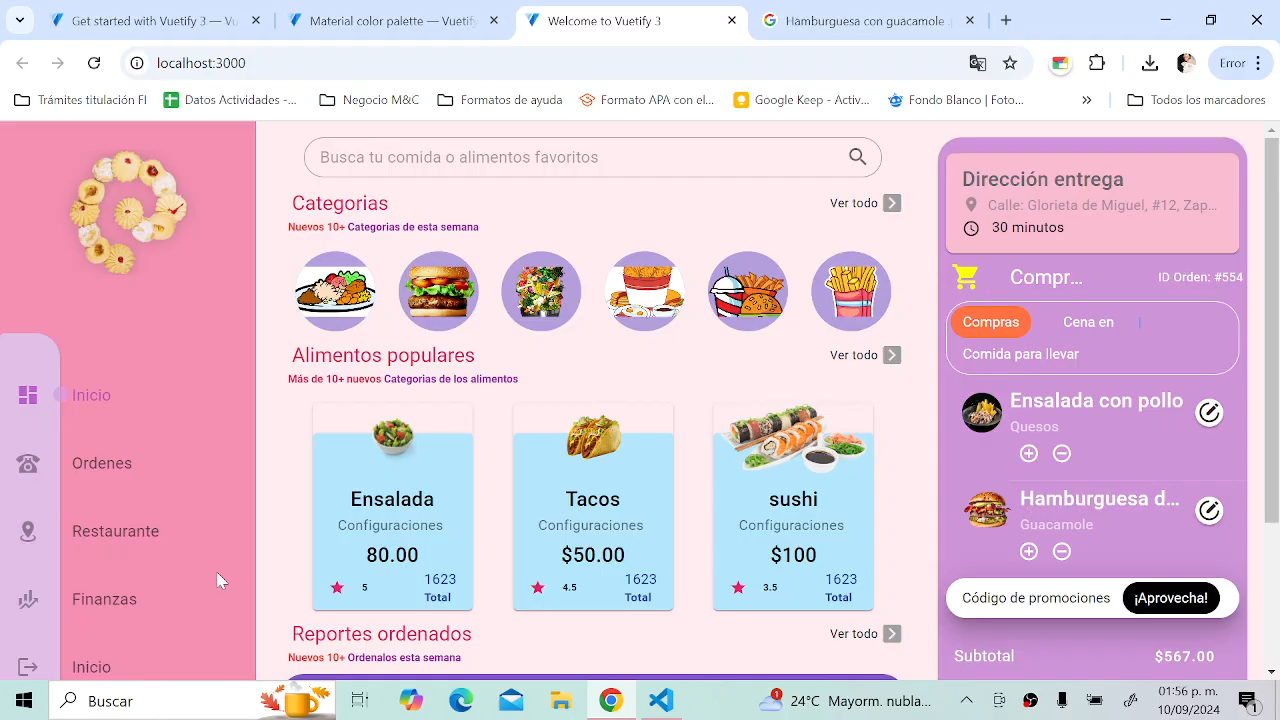 Get started with Vuetify 3 — Vu
Material color palette — Vuetif
Welcome to Vuetify 3
Hamburguesa con guacamole
localhost:3000
Error
Trámites titulación FI
Datos Actividades -...
Negocio M&C
Formatos de ayuda
Formato APA con el...
Google Keep - Activ...
Fondo Blanco | Foto...
Todos los marcadores
Busca tu comida o alimentos favoritos
Categorias
Ver todo
Nuevos 10+ Categorias de esta semana
Alimentos populares
Ver todo
Más de 10+ nuevos Categorias de los alimentos
Inicio
Ordenes
Restaurante
Finanzas
Inicio
Ensalada
Configuraciones
80.00
5
1623
Total
Tacos
Configuraciones
$50.00
4.5
1623
Total
sushi
Configuraciones
$100
3.5
1623
Total
Reportes ordenados
Ver todo
Nuevos 10+ Ordenalos esta semana
Dirección entrega
Calle: Glorieta de Miguel, #12, Zap...
30 minutos
Compr...
ID Orden: #554
Compras
Cena en
Comida para llevar
Ensalada con pollo
Quesos
Hamburguesa d...
Guacamole
Código de promociones
¡Aprovecha!
Subtotal
$567.00
Buscar
24°C Mayorm. nubla...
01:56 p. m.
10/09/2024